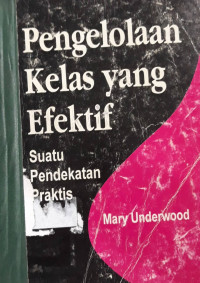 Pengelolaan
Kelas yang
Efektif
Suatu
Pendekatan
Praktis
Mary Underwood